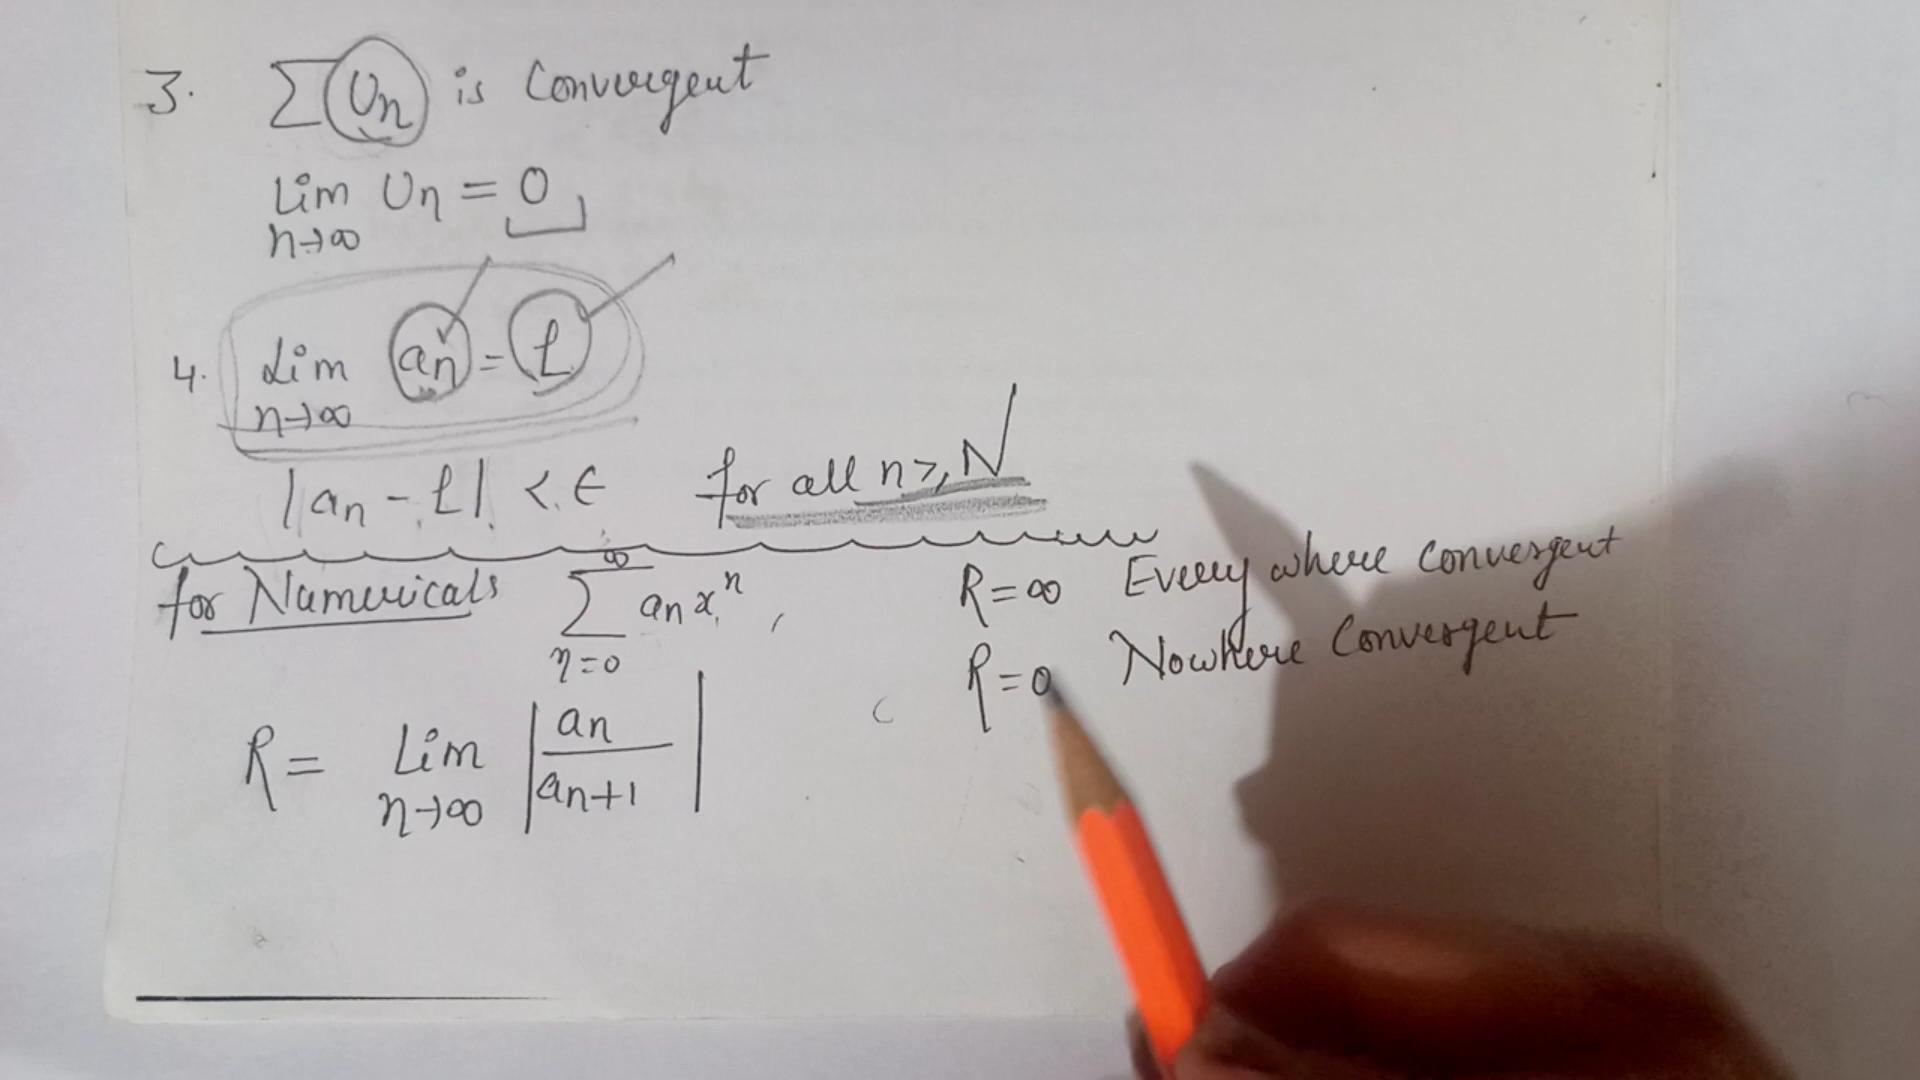 3. ∑Un is Convergent
Lim Un = 0
n→∞
4. Lim an = L
n→∞
|an - L| < ϵ for all n ≥ N
for Numericals ∞ ∑ n=0 an xⁿ , R = ∞ Every where convergent
R = 0 Nowhere Convergent
R = Lim n→∞ | an / an+1 |